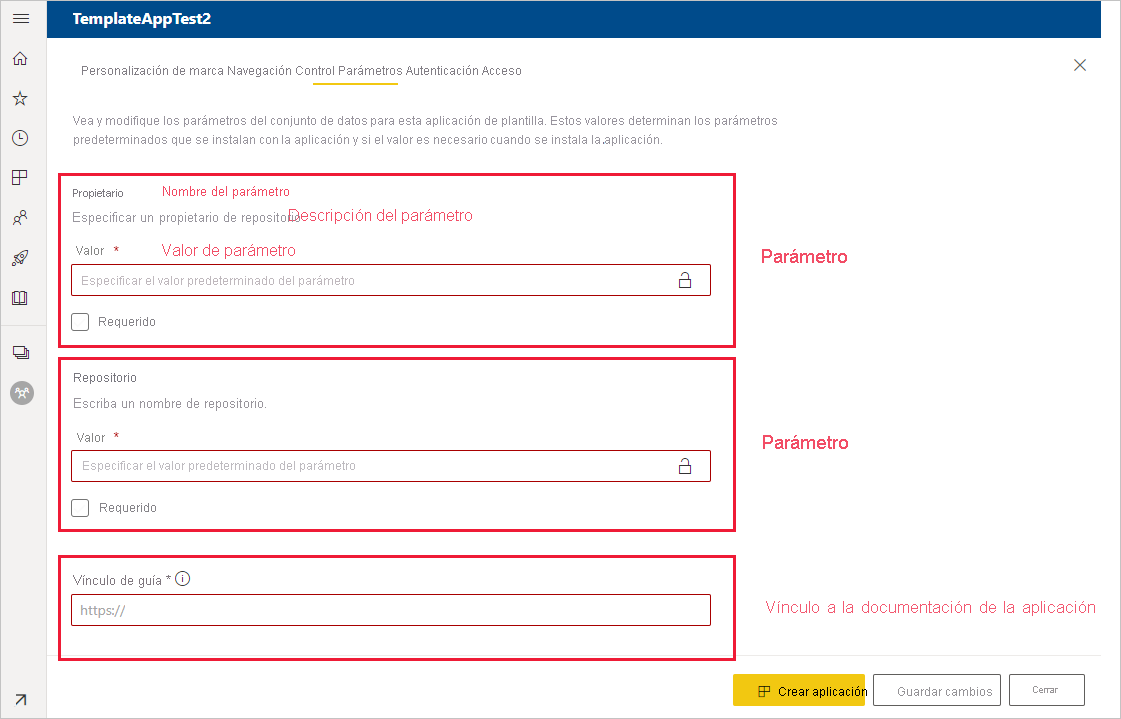 TemplateAppTest2
Personalización de marca Navegación Control Parámetros Autenticación Acceso
Vea y modifique los parámetros del conjunto de datos para esta aplicación de plantilla. Estos valores determinan los parámetros
predeterminados que se instalan con la aplicación y si el valor es necesario cuando se instala la.aplicación.
Propietario Nombre del parámetro
Especificar un propietario de repositorio. Descripción del parámetro
Valor * Valor de parámetro
Parámetro
Especificar el valor predeterminado del parámetro
Requerido
Repositorio
Escriba un nombre de repositorio.
Valor *
Parámetro
Especificar el valor predeterminado del parámetro
Requerido
Vínculo de guía *
https://
Vínculo a la documentación de la aplicación
Crear aplicación Guardar cambios Cerrar